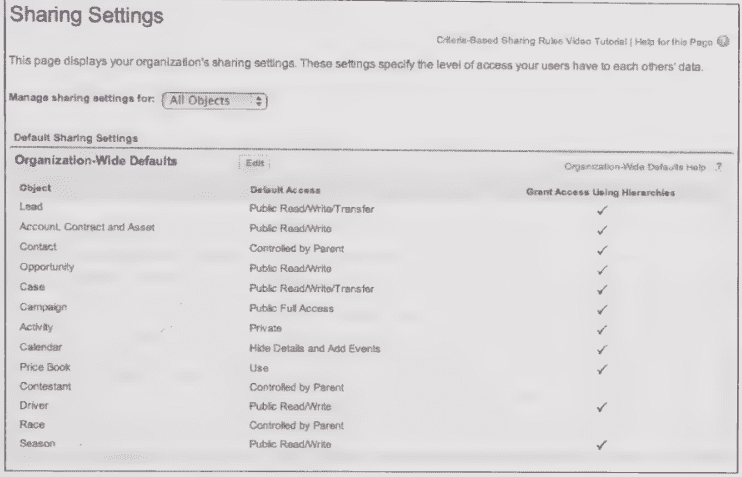 Sharing Settings
Criteria-Based Sharing Rules Video Tutorial | Help for this Page
This page displays your organization's sharing settings. These settings specify the level of access your users have to each others' data.
Manage sharing settings for: All Objects
Default Sharing Settings
Organization-Wide Defaults Edit Organization-Wide Defaults Help ?
Object Default Access Grant Access Using Hierarchies
Lead Public Read/Write/Transfer ✓
Account, Contract and Asset Public Read/Write ✓
Contact Controlled by Parent ✓
Opportunity Public Read/Write ✓
Case Public Read/Write/Transfer ✓
Campaign Public Full Access ✓
Activity Private ✓
Calendar Hide Details and Add Events ✓
Price Book Use ✓
Contestant Controlled by Parent
Driver Public Read/Write ✓
Race Controlled by Parent
Season Public Read/Write ✓